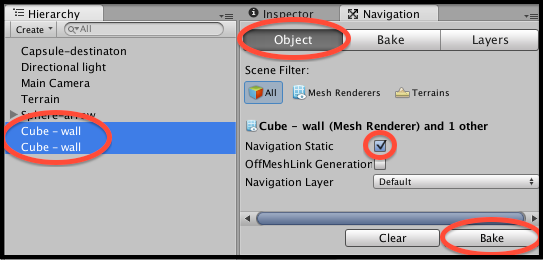 Hierarchy
Create
All
Capsule-destinaton
Directional light
Main Camera
Terrain
Sphere-arrow
Cube - wall
Cube - wall
Inspector
Navigation
Object
Bake
Layers
Scene Filter:
All
Mesh Renderers
Terrains
Cube - wall (Mesh Renderer) and 1 other
Navigation Static
OffMeshLink Generation
Navigation Layer
Default
Clear
Bake